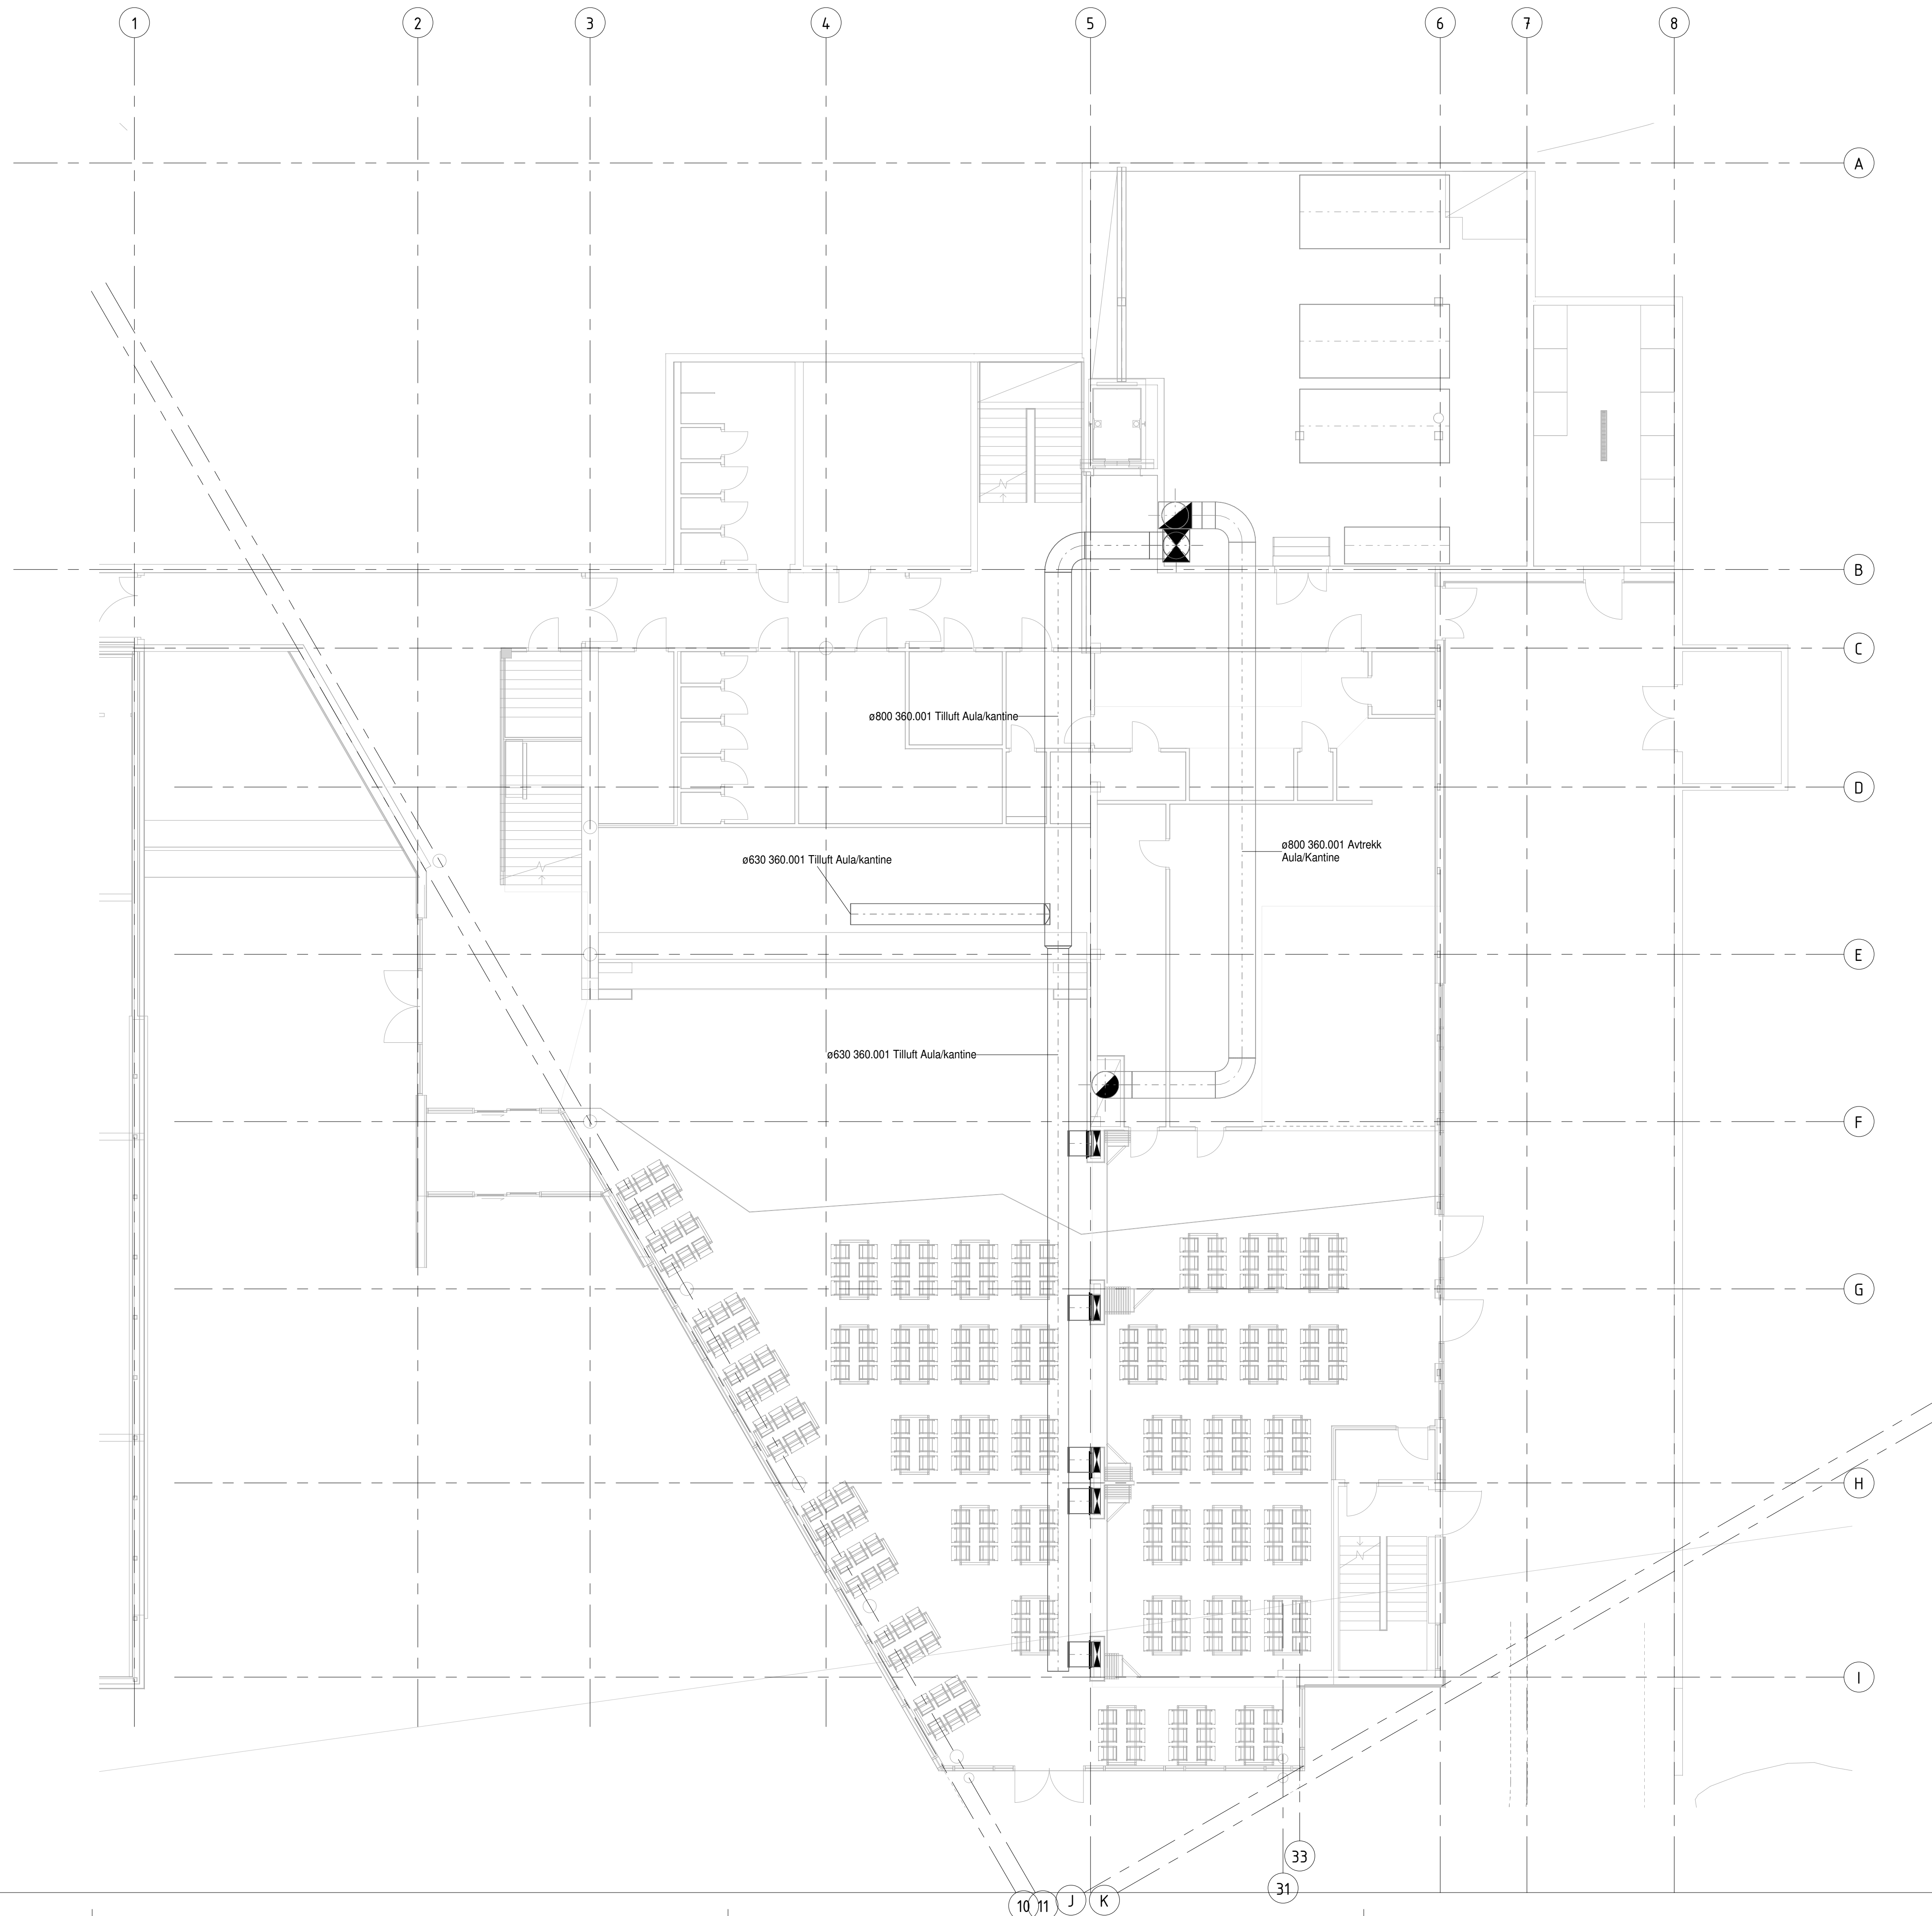 1
2
3
4
5
6
7
8
A
B
C
ø800 360.001 Tilluft Aula/kantine
D
ø800 360.001 Avtrekk
Aula/Kantine
ø630 360.001 Tilluft Aula/kantine
E
ø630 360.001 Tilluft Aula/kantine
F
G
H
I
33
31
10
11
J
K